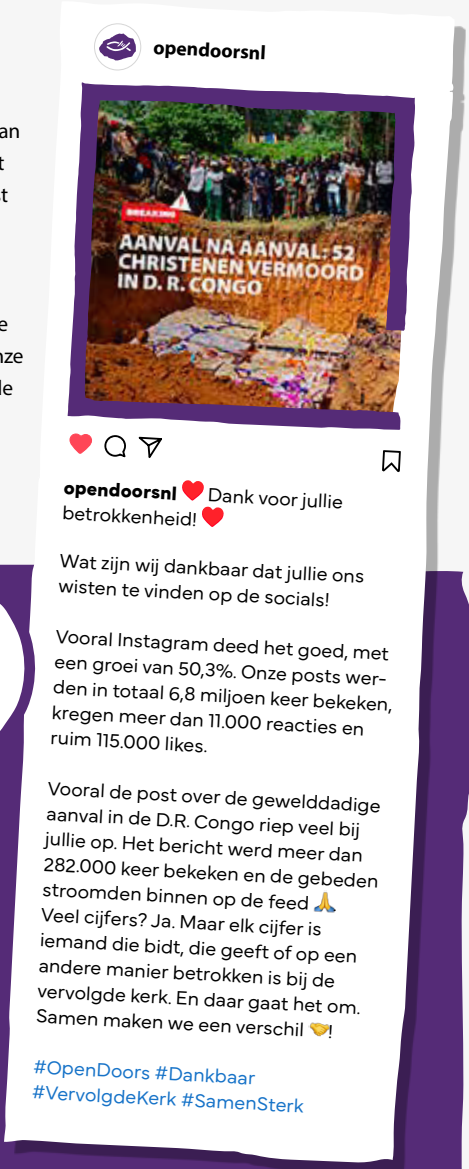 an
t
st
e
nze
le
opendoorsnl
BREAKING
AANVAL NA AANVAL: 52
CHRISTENEN VERMOORD
IN D. R. CONGO
opendoorsnl ❤️ Dank voor jullie
betrokkenheid! ❤️
Wat zijn wij dankbaar dat jullie ons
wisten te vinden op de socials!
Vooral Instagram deed het goed, met
een groei van 50,3%. Onze posts wer-
den in totaal 6,8 miljoen keer bekeken,
kregen meer dan 11.000 reacties en
ruim 115.000 likes.
Vooral de post over de gewelddadige
aanval in de D.R. Congo riep veel bij
jullie op. Het bericht werd meer dan
282.000 keer bekeken en de gebeden
stroomden binnen op de feed 🙏
Veel cijfers? Ja. Maar elk cijfer is
iemand die bidt, die geeft of op een
andere manier betrokken is bij de
vervolgde kerk. En daar gaat het om.
Samen maken we een verschil 🤝!
#OpenDoors #Dankbaar
#VervolgdeKerk #SamenSterk